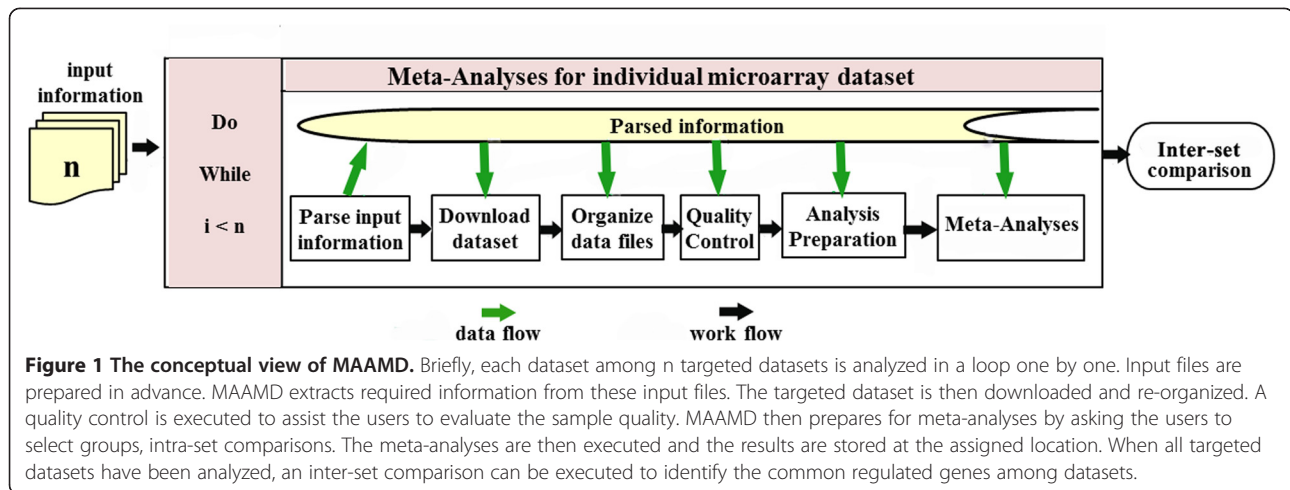 input
information
n
Do
While
i < n
Meta-Analyses for individual microarray dataset
Parsed information
Parse input
information
Download
dataset
Organize
data files
Quality
Control
Analysis
Preparation
Meta-Analyses
Inter-set
comparison
data flow
work flow
Figure 1 The conceptual view of MAAMD. Briefly, each dataset among n targeted datasets is analyzed in a loop one by one. Input files are
prepared in advance. MAAMD extracts required information from these input files. The targeted dataset is then downloaded and re-organized. A
quality control is executed to assist the users to evaluate the sample quality. MAAMD then prepares for meta-analyses by asking the users to
select groups, intra-set comparisons. The meta-analyses are then executed and the results are stored at the assigned location. When all targeted
datasets have been analyzed, an inter-set comparison can be executed to identify the common regulated genes among datasets.